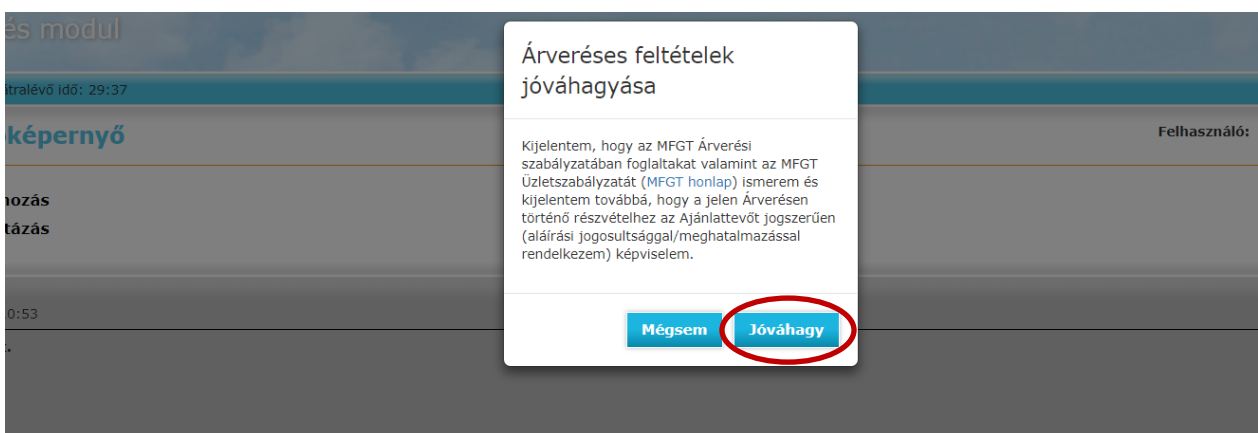 és modul
átralévő idő: 29:37
képernyő
Felhasználó:
Árveréses feltételek
jóváhagyása
Kijelentem, hogy az MFGT Árverési
szabályzatában foglaltakat valamint az MFGT
Üzletszabályzatát (MFGT honlap) ismerem és
kijelentem továbbá, hogy a jelen Árverésen
történő részvételhez az Ajánlattevőt jogszerűen
(aláírási jogosultsággal/meghatalmazással
rendelkezem) képviselem.
hozás
tázás
0:53
Mégsem Jóváhagy